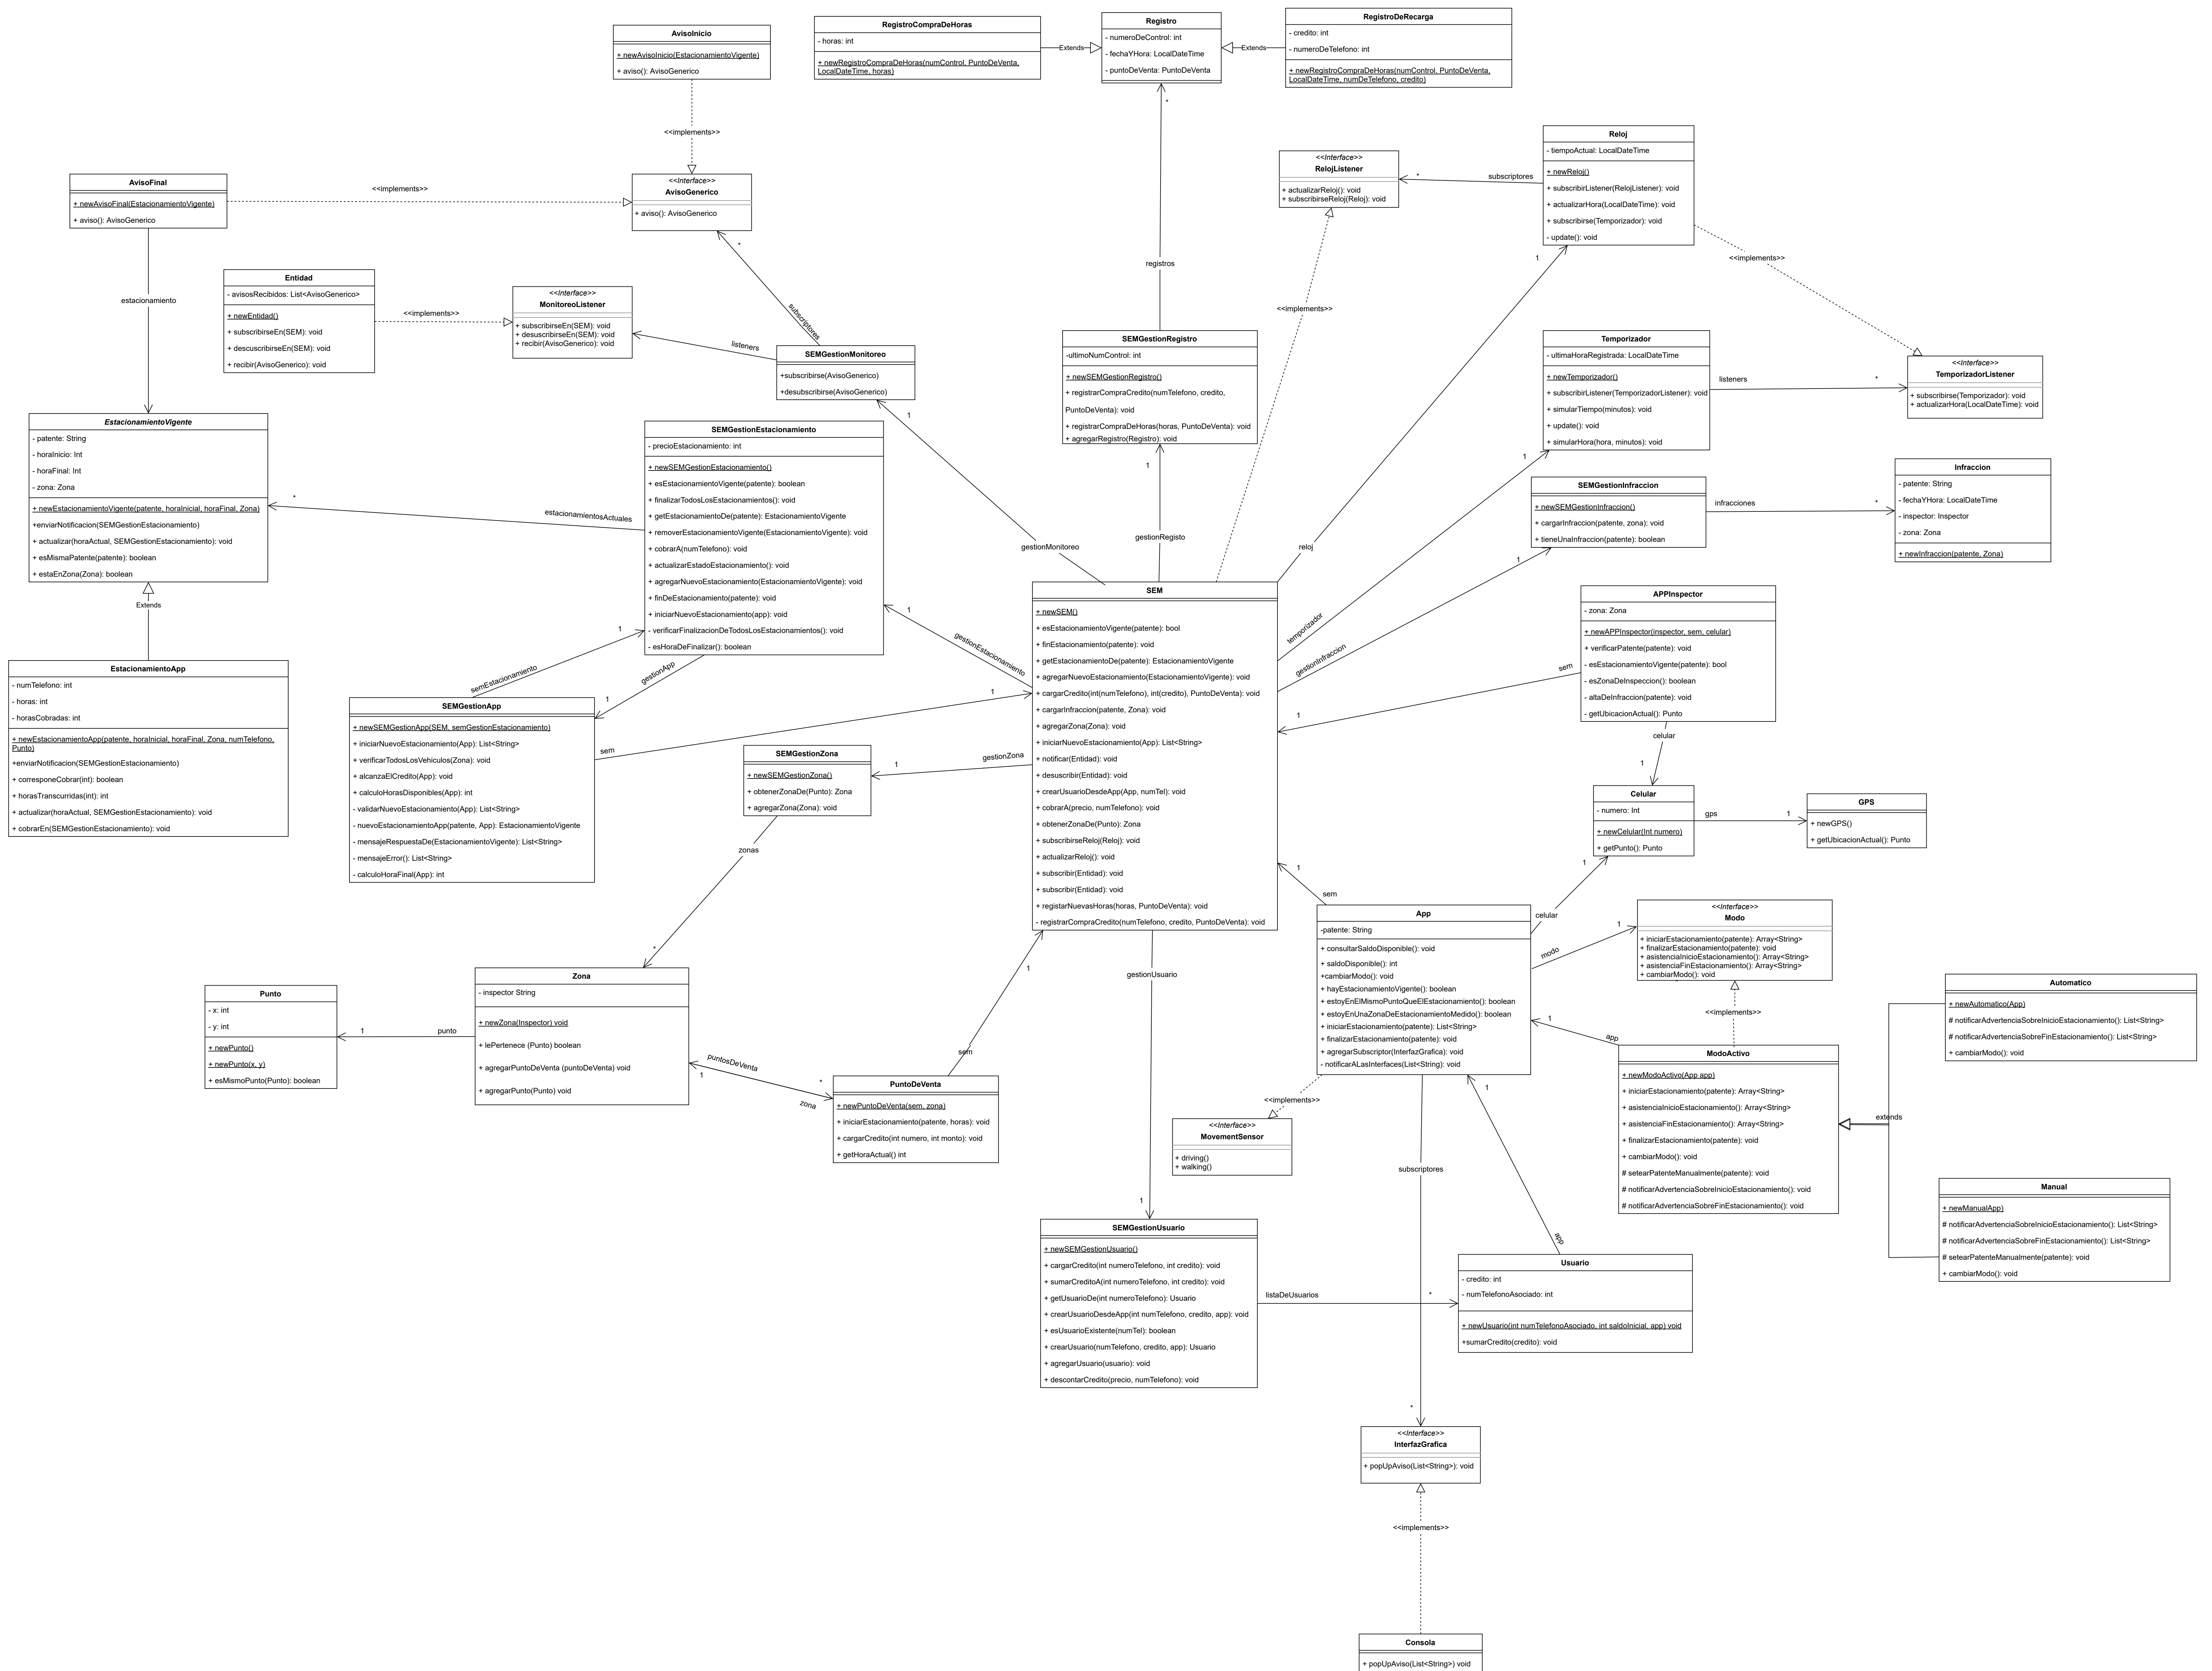 AvisoInicio
+ newAvisoInicio(EstacionamientoVigente)
+ aviso(): AvisoGenerico
RegistroCompraDeHoras
- horas: int
+ newRegistroCompraDeHoras(numControl, PuntoDeVenta,
LocalDateTime, horas)
Extends
Registro
- numeroDeControl: int
- fechaYHora: LocalDateTime
- puntoDeVenta: PuntoDeVenta
Extends
RegistroDeRecarga
- credito: int
- numeroDeTelefono: int
+ newRegistroCompraDeHoras(numControl, PuntoDeVenta,
LocalDateTime, numDeTelefono, credito)
*
<<implements>>
AvisoFinal
+ newAvisoFinal(EstacionamientoVigente)
+ aviso(): AvisoGenerico
<<implements>>
<<Interface>>
AvisoGenerico
+ aviso(): AvisoGenerico
*
<<Interface>>
RelojListener
+ actualizarReloj(): void
+ subscribirseReloj(Reloj): void
*
subscriptores
Reloj
- tiempoActual: LocalDateTime
+ newReloj()
+ subscribirListener(RelojListener): void
+ actualizarHora(LocalDateTime): void
+ subscribirse(Temporizador): void
- update(): void
1
<<implements>>
estacionamiento
Entidad
- avisosRecibidos: List<AvisoGenerico>
+ newEntidad()
+ subscribirseEn(SEM): void
+ descuscribirseEn(SEM): void
+ recibir(AvisoGenerico): void
<<implements>>
<<Interface>>
MonitoreoListener
+ subscribirseEn(SEM): void
+ desuscribirseEn(SEM): void
+ recibir(AvisoGenerico): void
listeners
subscriptores
SEMGestionMonitoreo
+subscribirse(AvisoGenerico)
+desubscribirse(AvisoGenerico)
1
registros
<<implements>>
SEMGestionRegistro
-ultimoNumControl: int
+ newSEMGestionRegistro()
+ registrarCompraCredito(numTelefono, credito,
PuntoDeVenta): void
+ registrarCompraDeHoras(horas, PuntoDeVenta): void
+ agregarRegistro(Registro): void
1
Temporizador
- ultimaHoraRegistrada: LocalDateTime
+ newTemporizador()
+ subscribirListener(TemporizadorListener): void
+ simularTiempo(minutos): void
+ update(): void
+ simularHora(hora, minutos): void
1
listeners
*
<<Interface>>
TemporizadorListener
+ subscribirse(Temporizador): void
+ actualizarHora(LocalDateTime): void
EstacionamientoVigente
- patente: String
- horaInicio: Int
- horaFinal: Int
- zona: Zona
+ newEstacionamientoVigente(patente, horaInicial, horaFinal, Zona)
+enviarNotificacion(SEMGestionEstacionamiento)
+ actualizar(horaActual, SEMGestionEstacionamiento): void
+ esMismaPatente(patente): boolean
+ estaEnZona(Zona): boolean
*
estacionamientosActuales
SEMGestionEstacionamiento
- precioEstacionamiento: int
+ newSEMGestionEstacionamiento()
+ esEstacionamientoVigente(patente): boolean
+ finalizarTodosLosEstacionamientos(): void
+ getEstacionamientoDe(patente): EstacionamientoVigente
+ removerEstacionamientoVigente(EstacionamientoVigente): void
+ cobrarA(numTelefono): void
+ actualizarEstadoEstacionamiento(): void
+ agregarNuevoEstacionamiento(EstacionamientoVigente): void
+ finDeEstacionamiento(patente): void
+ iniciarNuevoEstacionamiento(app): void
- verificarFinalizacionDeTodosLosEstacionamientos(): void
- esHoraDeFinalizar(): boolean
1
1
gestionMonitoreo
gestionRegisto
reloj
SEMGestionInfraccion
+ newSEMGestionInfraccion()
+ cargarInfraccion(patente, zona): void
+ tieneUnaInfraccion(patente): boolean
1
infracciones
*
Infraccion
- patente: String
- fechaYHora: LocalDateTime
- inspector: Inspector
- zona: Zona
+ newInfraccion(patente, Zona)
Extends
EstacionamientoApp
- numTelefono: int
- horas: int
- horasCobradas: int
+ newEstacionamientoApp(patente, horaInicial, horaFinal, Zona, numTelefono,
Punto)
+enviarNotificacion(SEMGestionEstacionamiento)
+ corresponeCobrar(int): boolean
+ horasTranscurridas(int): int
+ actualizar(horaActual, SEMGestionEstacionamiento): void
+ cobrarEn(SEMGestionEstacionamiento): void
semEstacionamiento
gestionApp
1
gestionEstacionamiento
temporizador
gestionInfraccion
SEMGestionApp
+ newSEMGestionApp(SEM, semGestionEstacionamiento)
+ iniciarNuevoEstacionamiento(App): List<String>
+ verificarTodosLosVehiculos(Zona): void
+ alcanzaElCredito(App): void
+ calculoHorasDisponibles(App): int
- validarNuevoEstacionamiento(App): List<String>
- nuevoEstacionamientoApp(patente, App): EstacionamientoVigente
- mensajeRespuestaDe(EstacionamientoVigente): List<String>
- mensajeError(): List<String>
- calculoHoraFinal(App): int
sem
1
SEM
+ newSEM()
+ esEstacionamientoVigente(patente): bool
+ finEstacionamiento(patente): void
+ getEstacionamientoDe(patente): EstacionamientoVigente
+ agregarNuevoEstacionamiento(EstacionamientoVigente): void
+ cargarCredito(int(numTelefono), int(credito), PuntoDeVenta): void
+ cargarInfraccion(patente, Zona): void
+ agregarZona(Zona): void
+ iniciarNuevoEstacionamiento(App): List<String>
+ notificar(Entidad): void
+ desuscribir(Entidad): void
+ crearUsuarioDesdeApp(App, numTel): void
+ cobrarA(precio, numTelefono): void
+ obtenerZonaDe(Punto): Zona
+ subscribirseReloj(Reloj): void
+ actualizarReloj(): void
+ subscribir(Entidad): void
+ subscribir(Entidad): void
+ registarNuevasHoras(horas, PuntoDeVenta): void
- registrarCompraCredito(numTelefono, credito, PuntoDeVenta): void
APPInspector
- zona: Zona
+ newAPPInspector(inspector, sem, celular)
+ verificarPatente(patente): void
- esEstacionamientoVigente(patente): bool
- esZonaDeInspeccion(): boolean
- altaDeInfraccion(patente): void
- getUbicacionActual(): Punto
sem
1
celular
1
SEMGestionZona
+ newSEMGestionZona()
+ obtenerZonaDe(Punto): Zona
+ agregarZona(Zona): void
1
gestionZona
zonas
*
Celular
- numero: Int
+ newCelular(Int numero)
+ getPunto(): Punto
gps
1
GPS
+ newGPS()
+ getUbicacionActual(): Punto
1
sem
1
celular
App
-patente: String
+ consultarSaldoDisponible(): void
+ saldoDisponible(): int
+cambiarModo(): void
+ hayEstacionamientoVigente(): boolean
+ estoyEnElMismoPuntoQueElEstacionamiento(): boolean
+ estoyEnUnaZonaDeEstacionamientoMedido(): boolean
+ iniciarEstacionamiento(patente): List<String>
+ finalizarEstacionamiento(patente): void
+ agregarSubscriptor(InterfazGrafica): void
- notificarALasInterfaces(List<String): void
modo
1
<<Interface>>
Modo
+ iniciarEstacionamiento(patente): Array<String>
+ finalizarEstacionamiento(patente): void
+ asistenciaInicioEstacionamiento(): Array<String>
+ asistenciaFinEstacionamiento(): Array<String>
+ cambiarModo(): void
<<implements>>
Punto
- x: int
- y: int
+ newPunto()
+ newPunto(x, y)
+ esMismoPunto(Punto): boolean
1
punto
Zona
- inspector String
+ newZona(Inspector) void
+ lePertenece (Punto) boolean
+ agregarPuntoDeVenta (puntoDeVenta) void
+ agregarPunto(Punto) void
puntosDeVenta
1
*
zona
PuntoDeVenta
+ newPuntoDeVenta(sem, zona)
+ iniciarEstacionamiento(patente, horas): void
+ cargarCredito(int numero, int monto): void
+ getHoraActual() int
sem
1
gestionUsuario
1
<<implements>>
<<Interface>>
MovementSensor
+ driving()
+ walking()
Automatico
+ newAutomatico(App)
# notificarAdvertenciaSobreInicioEstacionamiento(): List<String>
# notificarAdvertenciaSobreFinEstacionamiento(): List<String>
+ cambiarModo(): void
1
app
ModoActivo
+ newModoActivo(App app)
+ iniciarEstacionamiento(patente): Array<String>
+ asistenciaInicioEstacionamiento(): Array<String>
+ asistenciaFinEstacionamiento(): Array<String>
+ finalizarEstacionamiento(patente): void
+ cambiarModo(): void
# setearPatenteManualmente(patente): void
# notificarAdvertenciaSobreInicioEstacionamiento(): void
# notificarAdvertenciaSobreFinEstacionamiento(): void
extends
Manual
+ newManualApp)
# notificarAdvertenciaSobreInicioEstacionamiento(): List<String>
# notificarAdvertenciaSobreFinEstacionamiento(): List<String>
# setearPatenteManualmente(patente): void
+ cambiarModo(): void
subscriptores
1
app
SEMGestionUsuario
+ newSEMGestionUsuario()
+ cargarCredito(int numeroTelefono, int credito): void
+ sumarCreditoA(int numeroTelefono, int credito): void
+ getUsuarioDe(int numeroTelefono): Usuario
+ crearUsuarioDesdeApp(int numTelefono, credito, app): void
+ esUsuarioExistente(numTel): boolean
+ crearUsuario(numTelefono, credito, app): Usuario
+ agregarUsuario(usuario): void
+ descontarCredito(precio, numTelefono): void
listaDeUsuarios
*
Usuario
- credito: int
- numTelefonoAsociado: int
+ newUsuario(int numTelefonoAsociado, int saldoInicial, app) void
+sumarCredito(credito): void
*
<<Interface>>
InterfazGrafica
+ popUpAviso(List<String>): void
<<implements>>
Consola
+ popUpAviso(List<String>) void